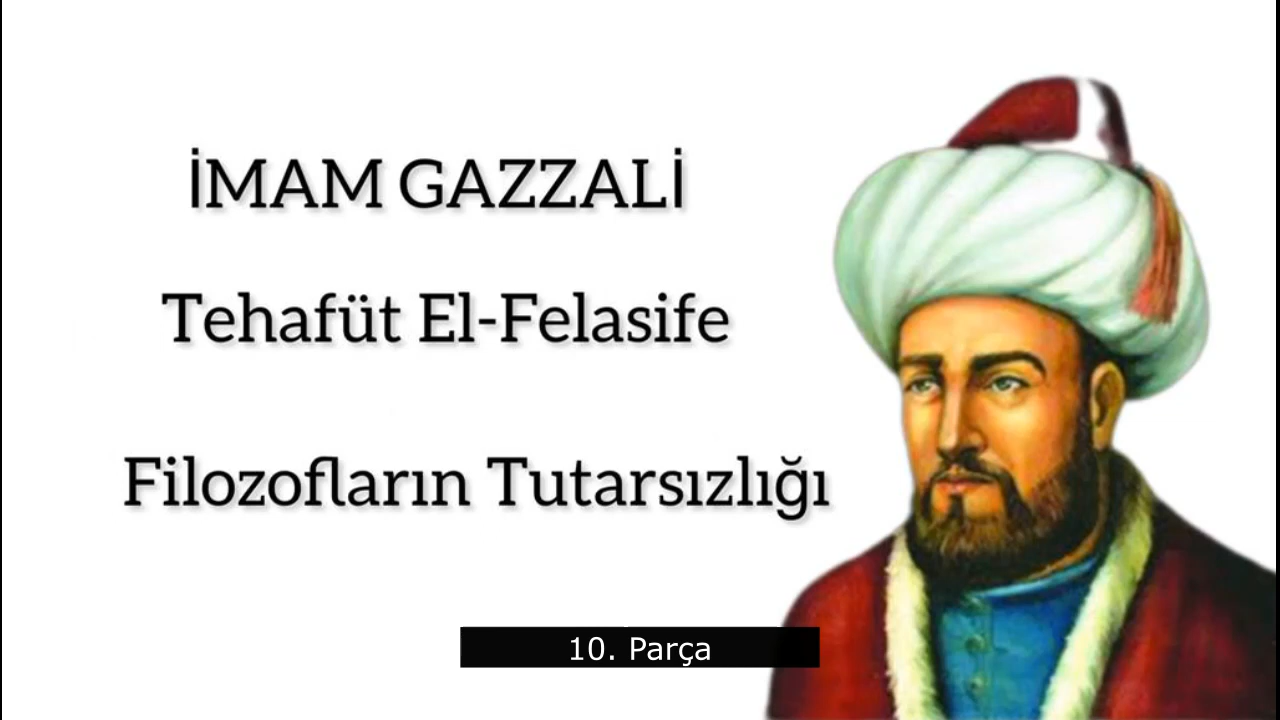 İMAM GAZZALİ
Tehafüt El-Felasife
Filozofların Tutarsızlığı
10. Parça